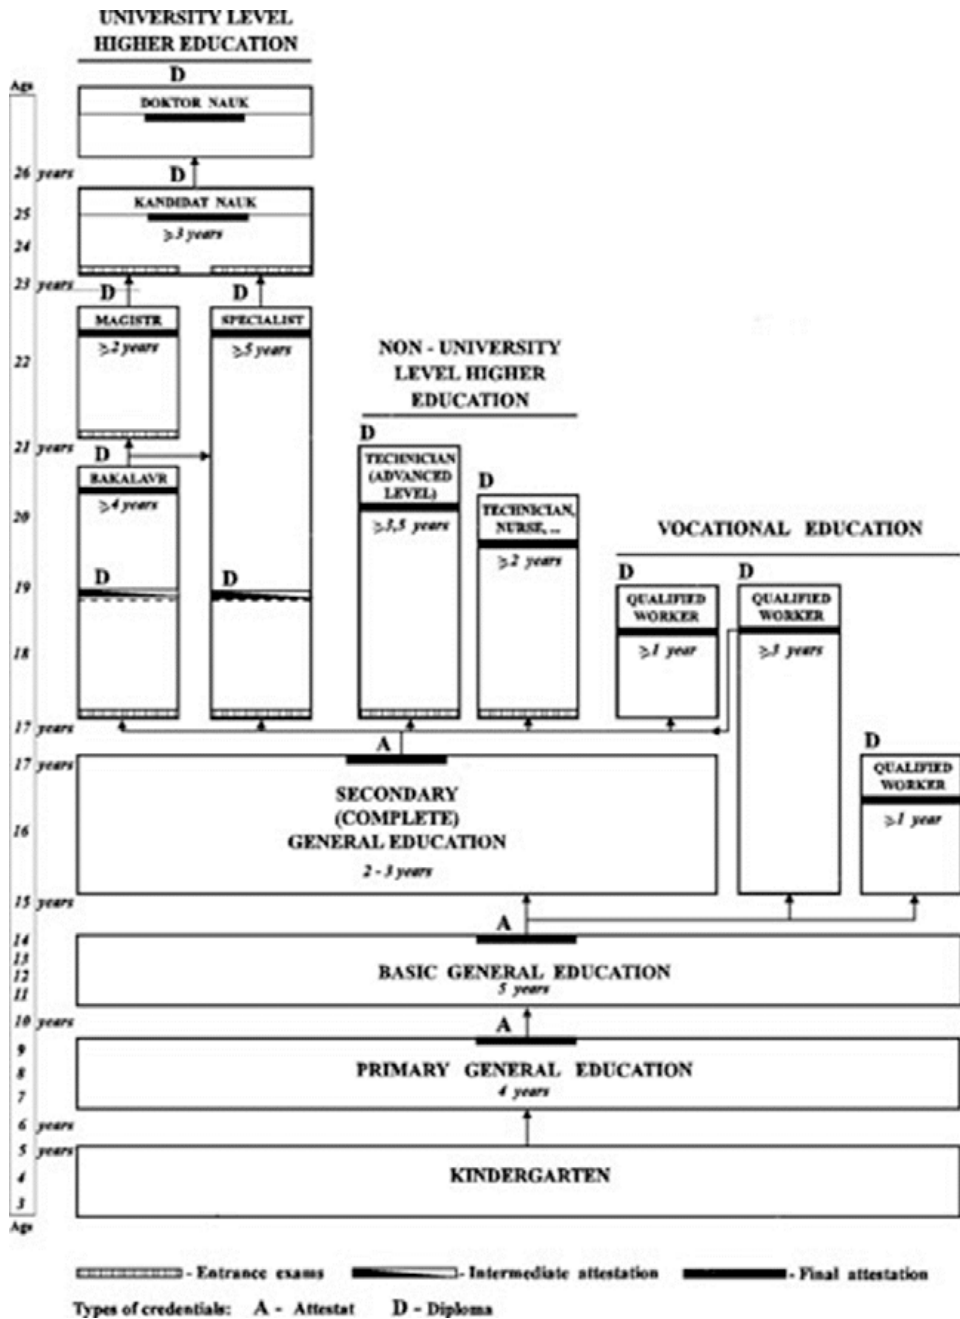 UNIVERSITY LEVEL
HIGHER EDUCATION
D
Ags
DOKTOR NAUK
26 years
D
KANDIDAT NAUK
25
≥3 years
24
23 years
D
D
MAGISTR
SPECIALIST
≥2 years
≥5 years
22
NON - UNIVERSITY
LEVEL HIGHER
EDUCATION
21 years
D
D
BAKALAVR
TECHNICIAN
(ADVANCED
LEVEL)
D
≥4 years
20
≥3,5 years
TECHNICIAN,
NURSE, ...
≥2 years
VOCATIONAL EDUCATION
19
D
D
D
D
QUALIFIED
WORKER
QUALIFIED
WORKER
18
≥1 year
≥3 years
17 years
A
D
17 years
QUALIFIED
WORKER
SECONDARY
(COMPLETE)
GENERAL EDUCATION
16
≥1 year
2 - 3 years
15 years
A
14
13
12
11
BASIC GENERAL EDUCATION
5 years
10 years
A
9
8
7
PRIMARY GENERAL EDUCATION
4 years
6 years
5 years
4
KINDERGARTEN
3
Ags
- Entrance exams
- Intermediate attestation
- Final attestation
Types of credentials: A - Attestat D - Diploma